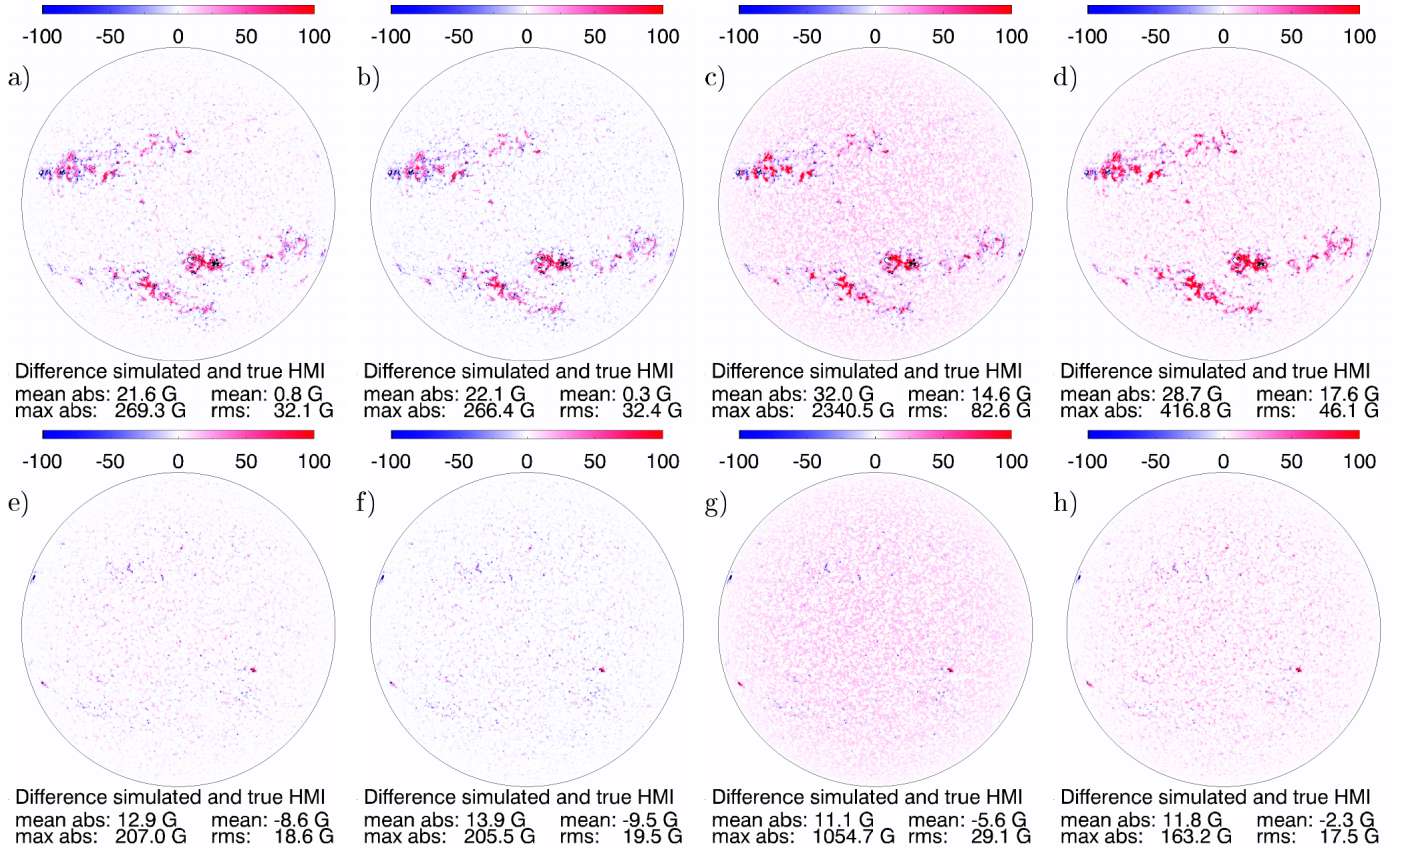 -100 -50 0 50 100 -100 -50 0 50 100 -100 -50 0 50 100 -100 -50 0 50 100
a) b) c) d)
Difference simulated and true HMI Difference simulated and true HMI Difference simulated and true HMI Difference simulated and true HMI
mean abs: 21.6 G mean: 0.8 G mean abs: 22.1 G mean: 0.3 G mean abs: 32.0 G mean: 14.6 G mean abs: 28.7 G mean: 17.6 G
max abs: 269.3 G rms: 32.1 G max abs: 266.4 G rms: 32.4 G max abs: 2340.5 G rms: 82.6 G max abs: 416.8 G rms: 46.1 G
-100 -50 0 50 100 -100 -50 0 50 100 -100 -50 0 50 100 -100 -50 0 50 100
e) f) g) h)
Difference simulated and true HMI Difference simulated and true HMI Difference simulated and true HMI Difference simulated and true HMI
mean abs: 12.9 G mean: -8.6 G mean abs: 13.9 G mean: -9.5 G mean abs: 11.1 G mean: -5.6 G mean abs: 11.8 G mean: -2.3 G
max abs: 207.0 G rms: 18.6 G max abs: 205.5 G rms: 19.5 G max abs: 1054.7 G rms: 29.1 G max abs: 163.2 G rms: 17.5 G